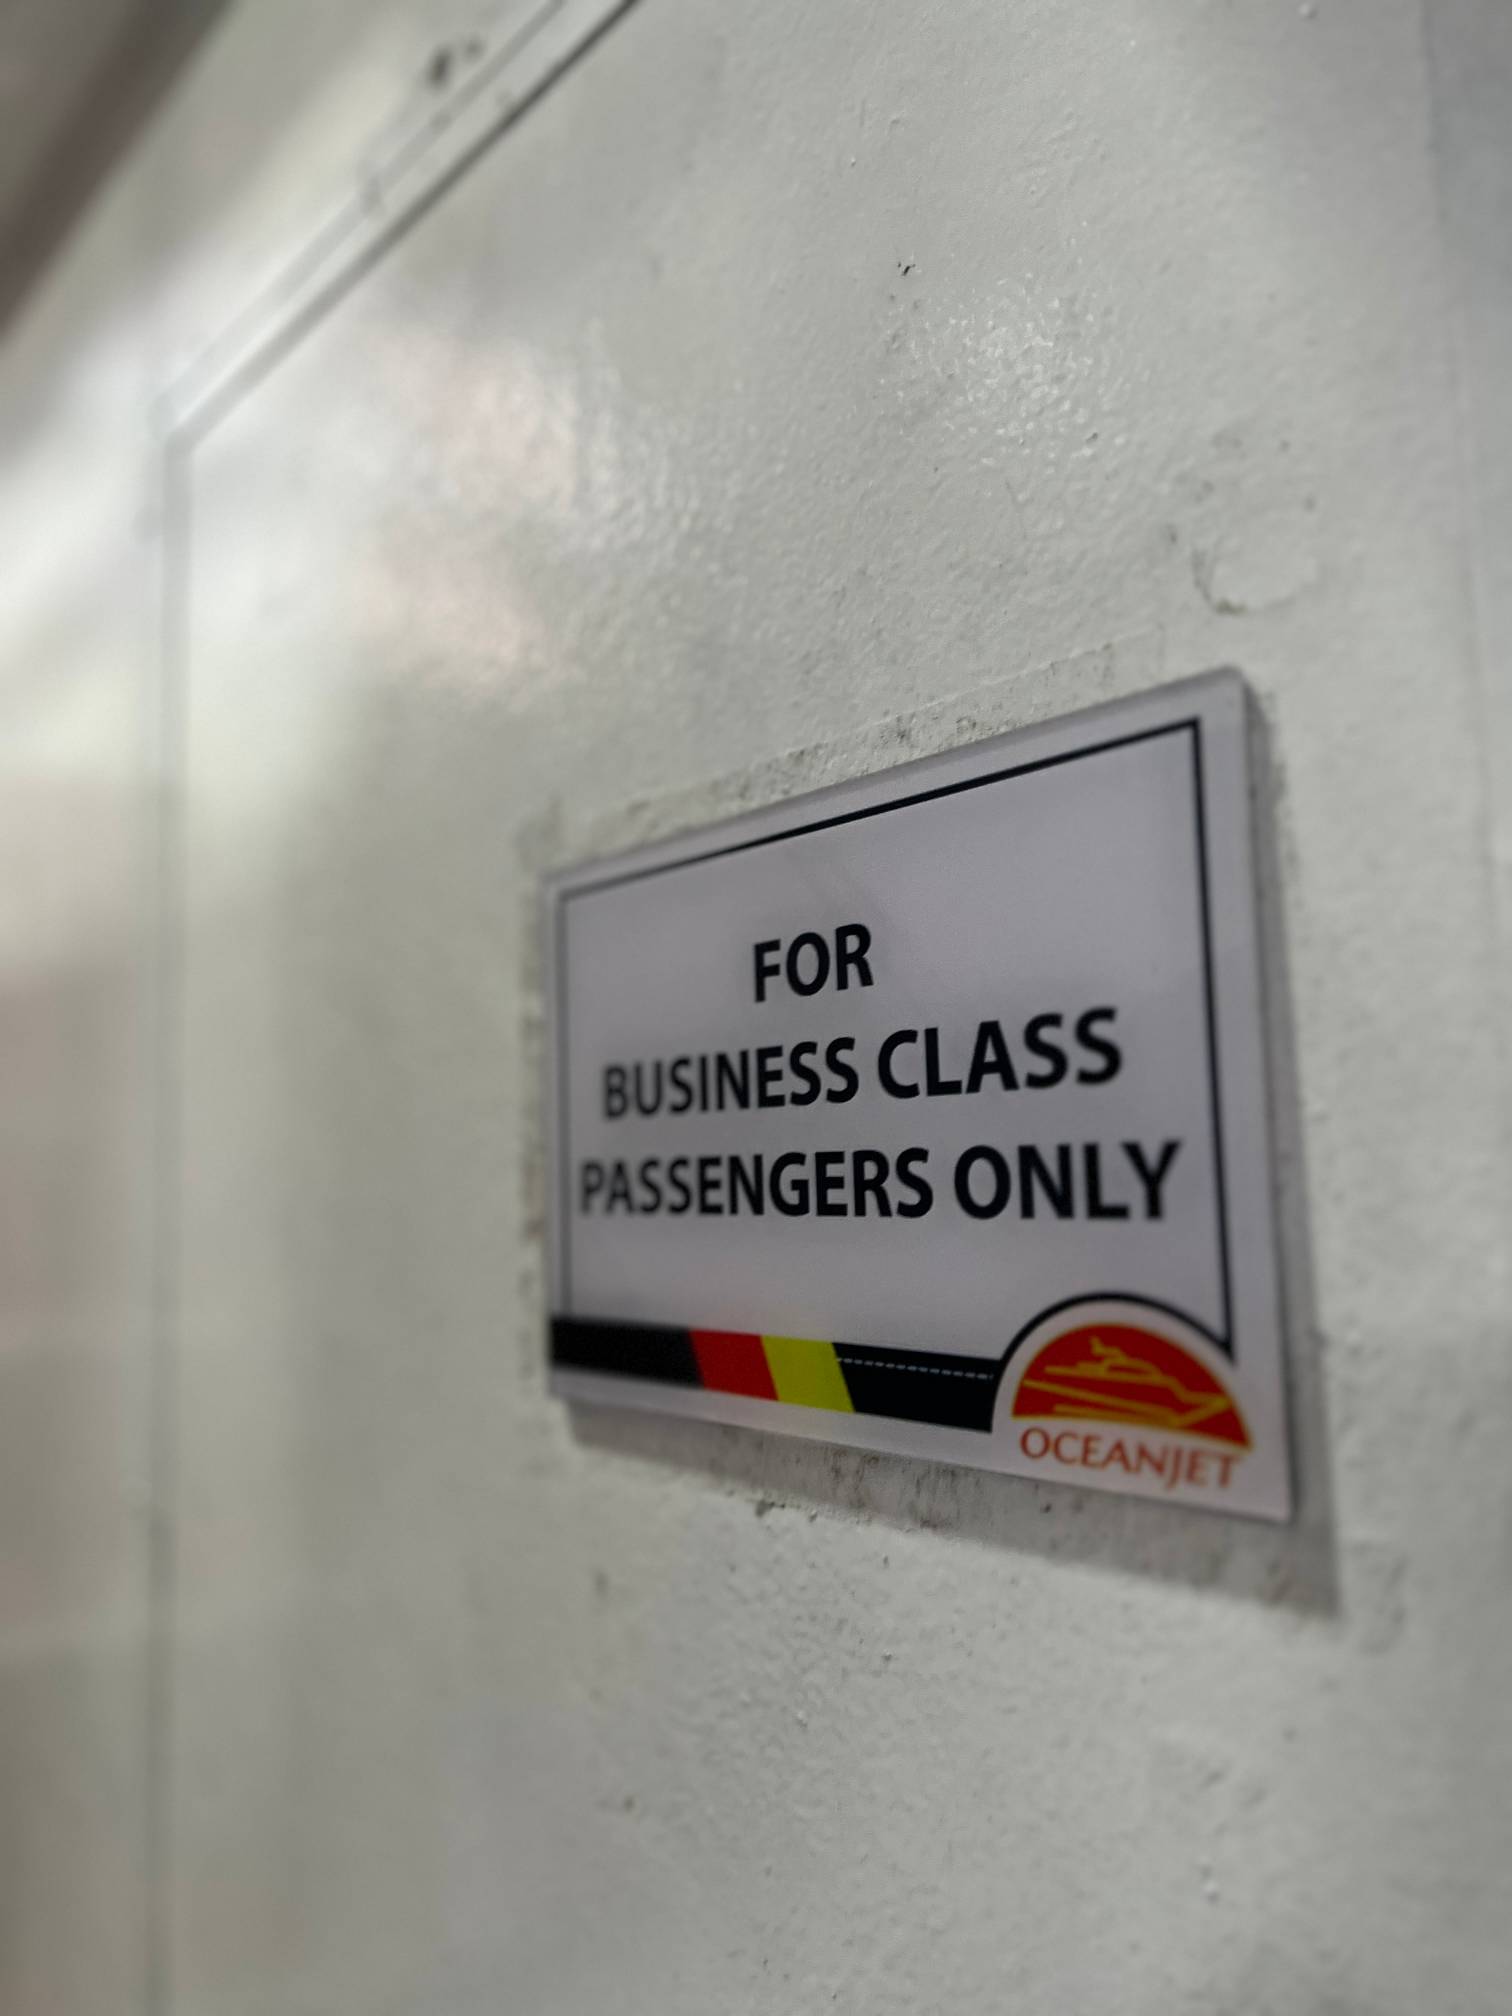 FOR
BUSINESS CLASS
PASSENGERS ONLY
OCEANJET